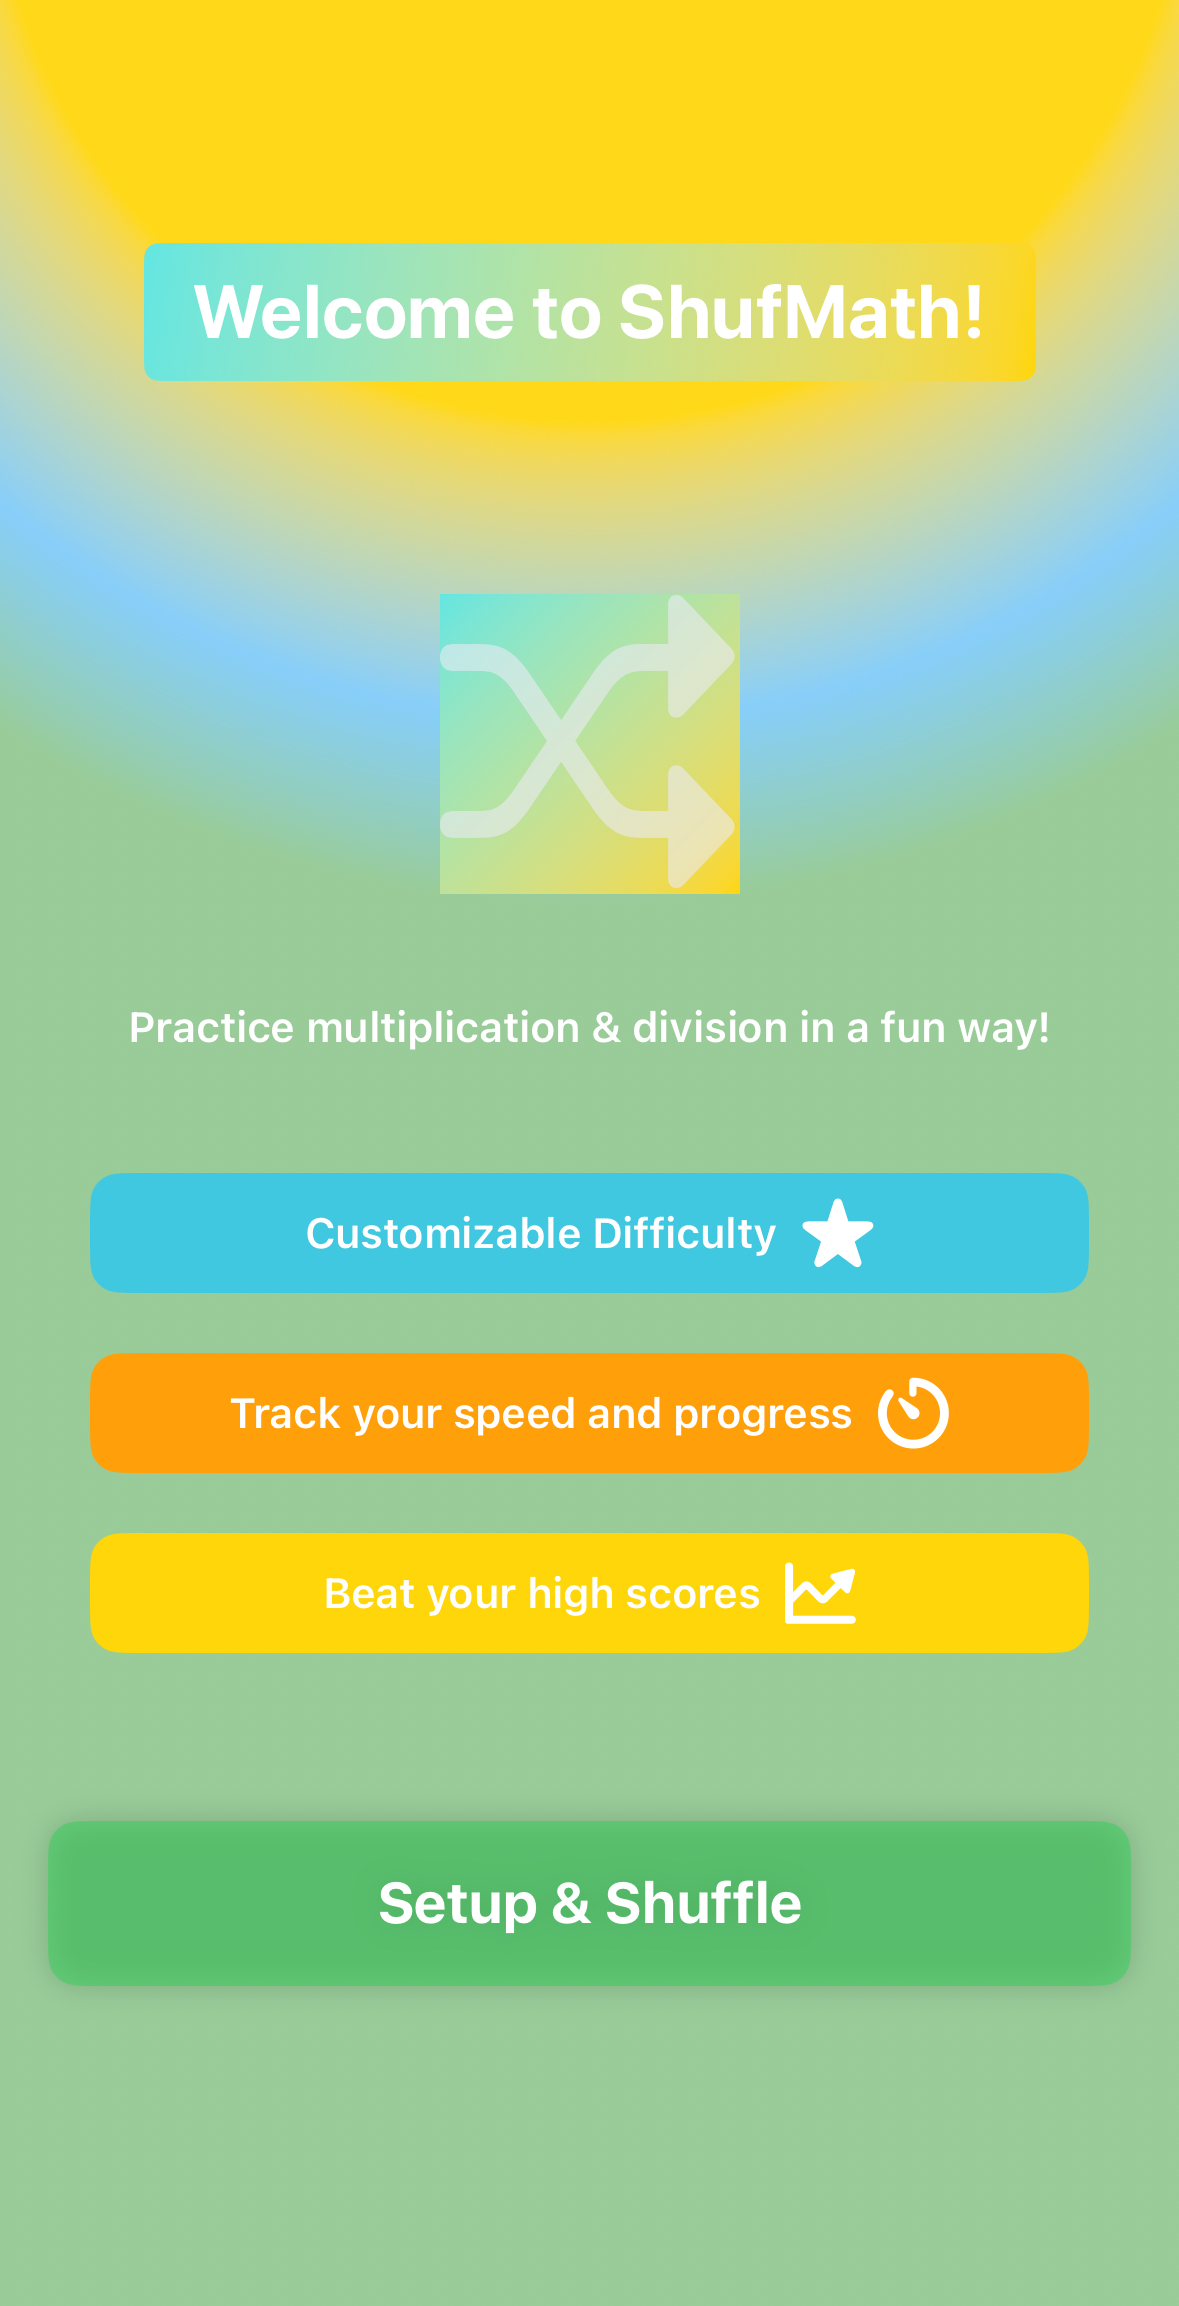 Welcome to ShufMath!
Practice multiplication & division in a fun way!
Customizable Difficulty
Track your speed and progress
Beat your high scores
Setup & Shuffle